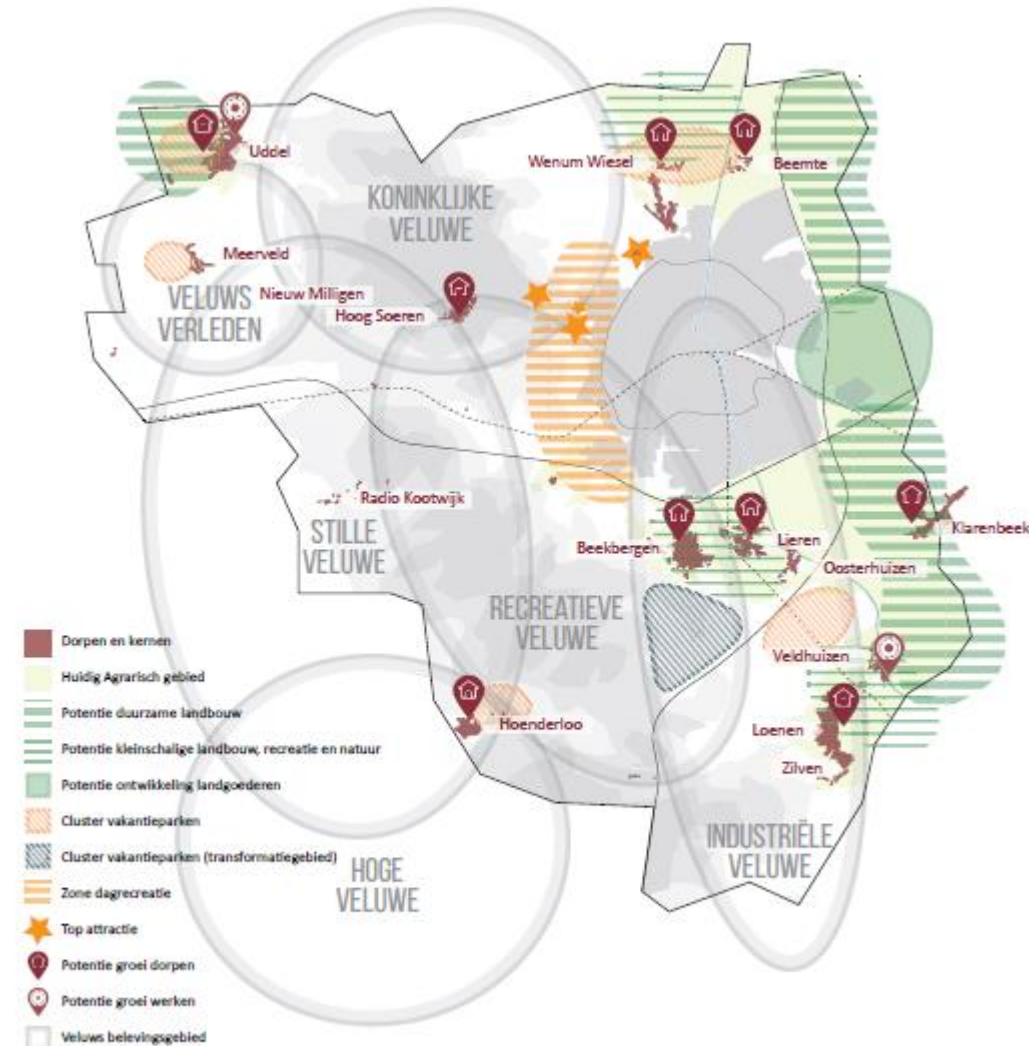 Uddel
Wenum Wiesel
Beemte
KONINKLIJKE
VELUWE
Meerveld
Nieuw Milligen
VELUWS
VERLEDEN
Hoog Soeren
Radio Kootwijk
STILLE
VELUWE
Beekbergen
Lieren
Klarenbeek
Oosterhuizen
RECREATIEVE
VELUWE
Veldhuizen
Hoenderloo
Loenen
Zilven
INDUSTRIËLE
VELUWE
HOGE
VELUWE
Dorpen en kernen
Huidig Agrarisch gebied
Potentie duurzame landbouw
Potentie kleinschalige landbouw, recreatie en natuur
Potentie ontwikkeling landgoederen
Cluster vakantieparken
Cluster vakantieparken (transformatiegebied)
Zone dagrecreatie
Top attractie
Potentie groei dorpen
Potentie groei werken
Veluws belevingsgebied